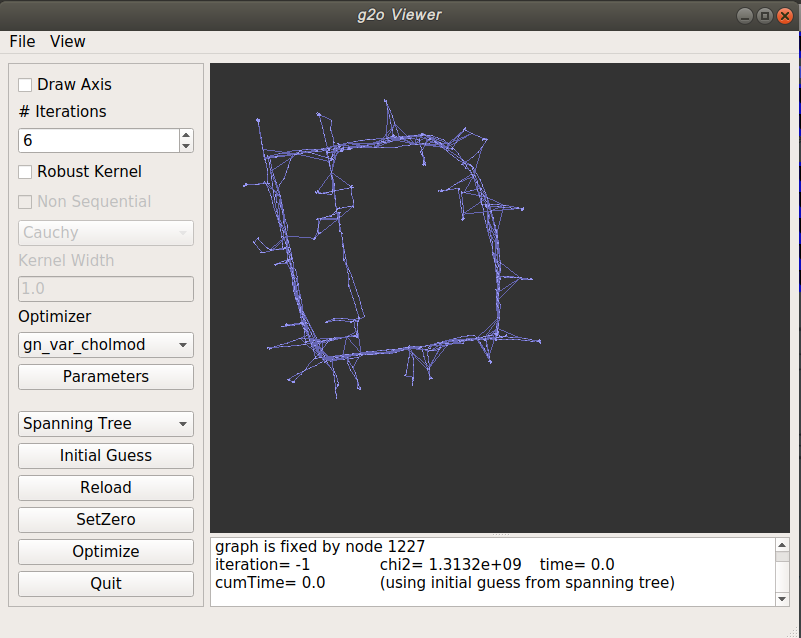 g2o Viewer
File View
Draw Axis
# Iterations
6
Robust Kernel
Non Sequential
Cauchy
Kernel Width
1.0
Optimizer
gn_var_cholmod
Parameters
Spanning Tree
Initial Guess
Reload
SetZero
Optimize
Quit
graph is fixed by node 1227
iteration= -1 chi2= 1.3132e+09 time= 0.0
cumTime= 0.0 (using initial guess from spanning tree)